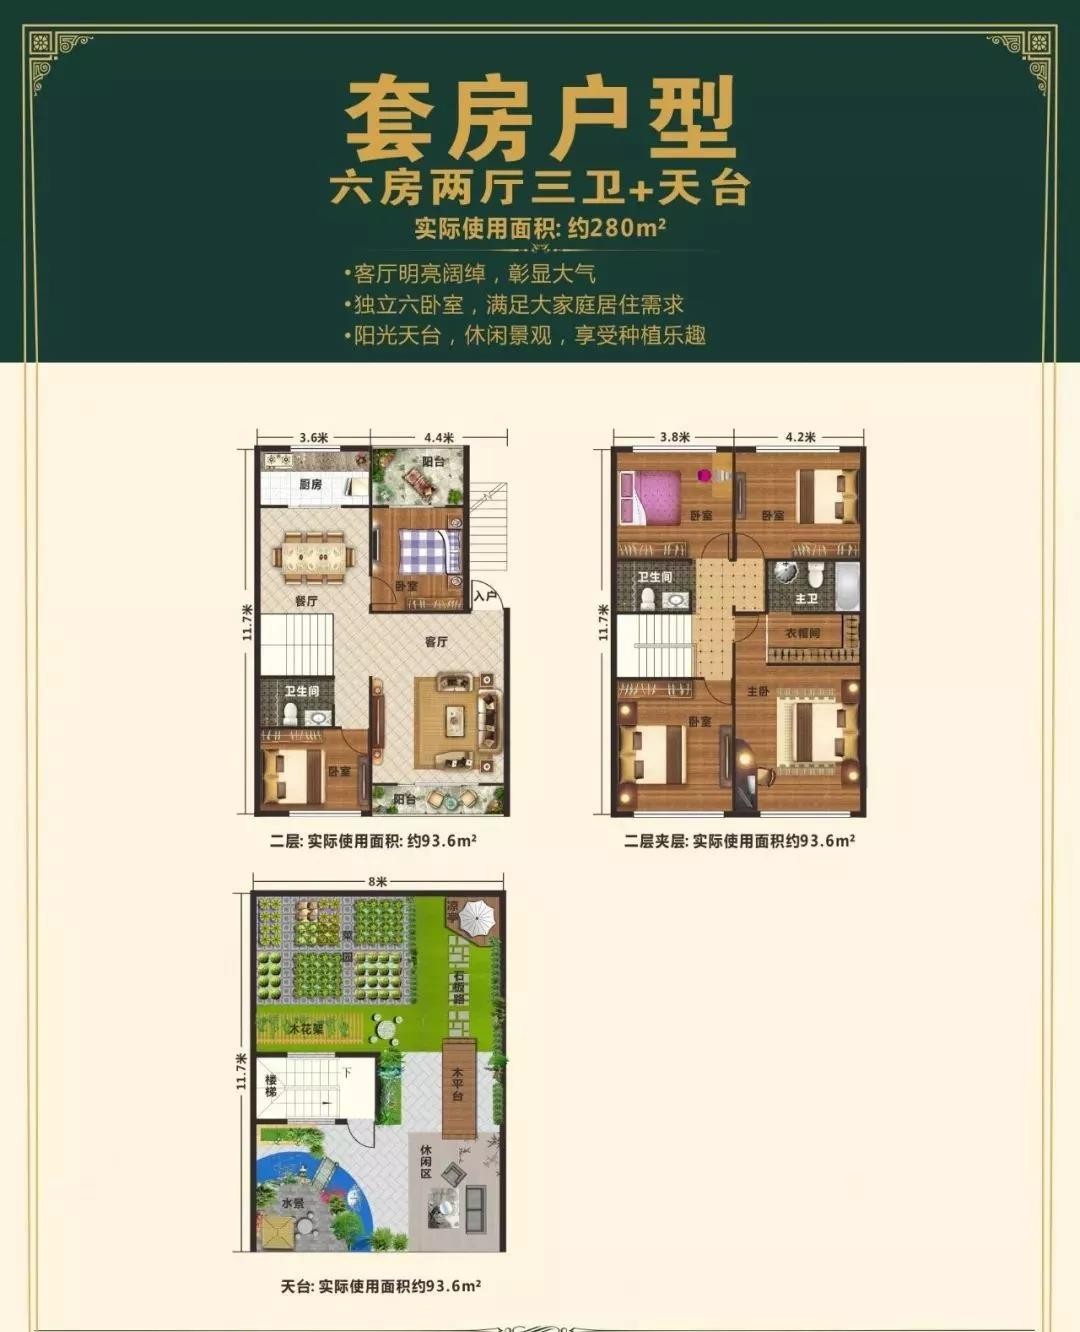 套房户型
六房两厅三卫+天台
实际使用面积: 约280m²
•客厅明亮阔绰，彰显大气
•独立六卧室，满足大家庭居住需求
•阳光天台，休闲景观，享受种植乐趣
3.6米 4.4米
11.7米
厨房
阳台
卧室
餐厅
入户
客厅
卫生间
卧室
阳台
二层: 实际使用面积: 约93.6m²
3.8米 4.2米
11.7米
卧室
卧室
卫生间
主卫
衣帽间
主卧
卧室
二层夹层: 实际使用面积约93.6m²
8米
11.7米
凉亭
菜园
石板路
木花架
木平台
楼梯
下
休闲区
水景
天台: 实际使用面积约93.6m²